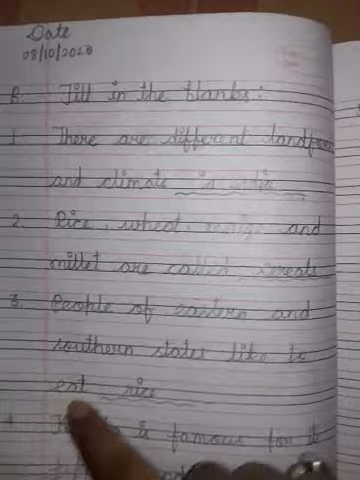 Date
08/10/2020
B. Fill in the blanks:
1. There are different landforms
and climate in India
2. Rice, wheat, and
millet are called cereals
3. People of eastern and
southern states like to
eat rice
is famous for it